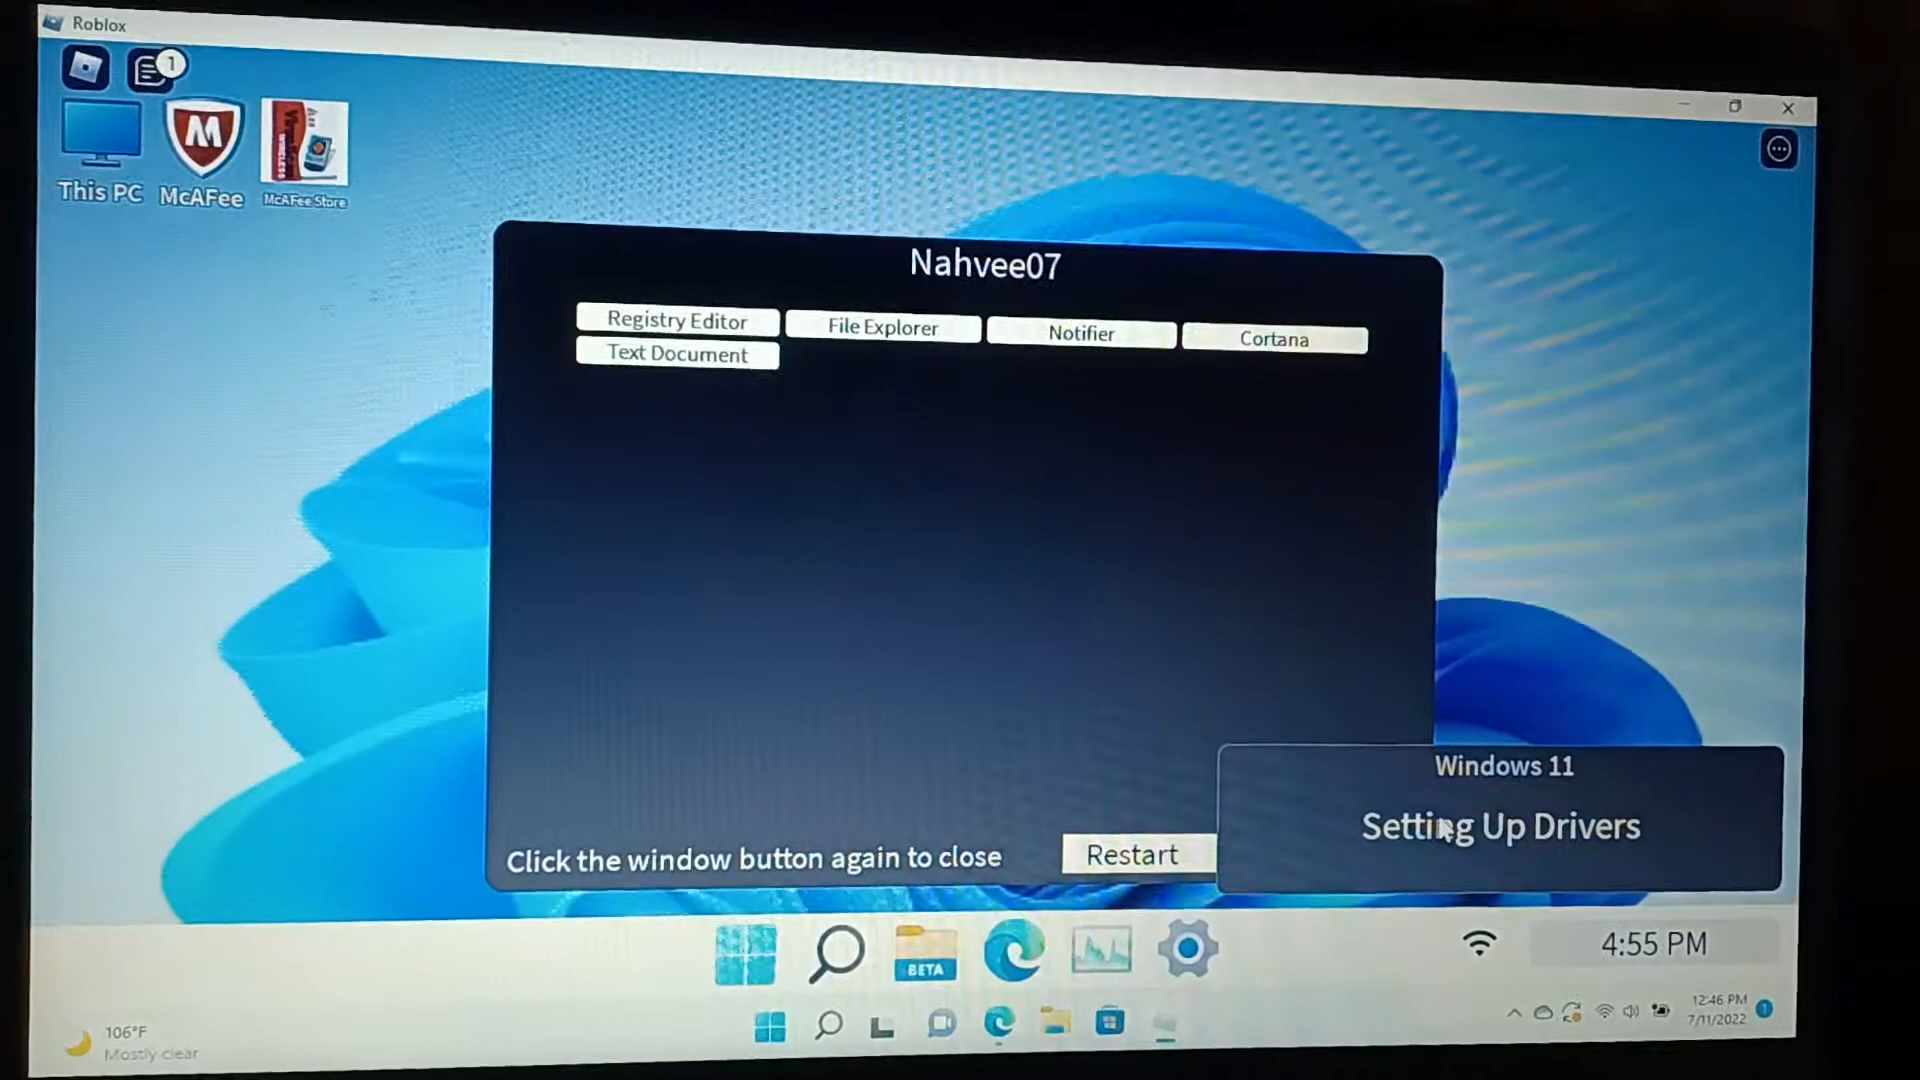 Roblox
1
This PC
McAFee
McAFee Store
Nahvee07
Registry Editor
File Explorer
Notifier
Cortana
Text Document
Windows 11
Setting Up Drivers
Click the window button again to close
Restart
BETA
4:55 PM
106°F
Mostly clear
12:46 PM
7/11/2022
1